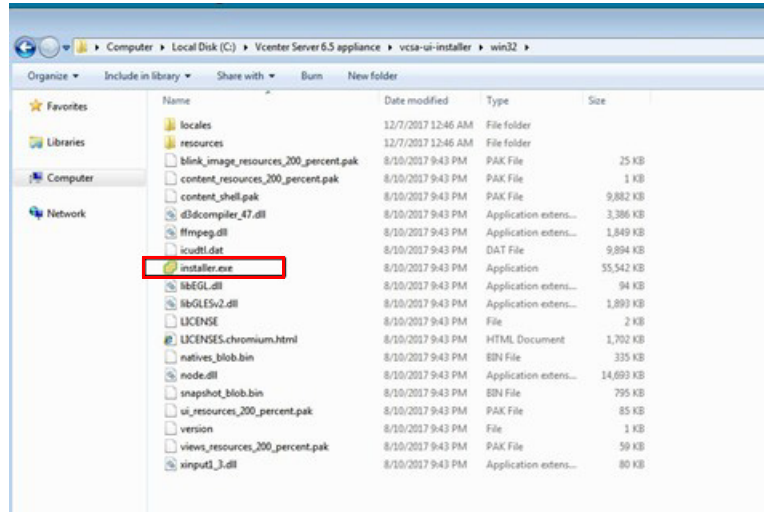 Computer ▸ Local Disk (C:) ▸ Vcenter Server 6.5 appliance ▸ vcsa-ui-installer ▸ win32 ▸
Organize Include in library Share with Burn New folder
Name Date modified Type Size
Favorites
Libraries
Computer
Network
locales 12/7/2017 12:46 AM File folder
resources 12/7/2017 12:46 AM File folder
blink_image_resources_200_percent.pak 8/10/2017 9:43 PM PAK File 25 KB
content_resources_200_percent.pak 8/10/2017 9:43 PM PAK File 1 KB
content_shell.pak 8/10/2017 9:43 PM PAK File 9,882 KB
d3dcompiler_47.dll 8/10/2017 9:43 PM Application extens... 3,386 KB
ffmpeg.dll 8/10/2017 9:43 PM Application extens... 1,849 KB
icudtl.dat 8/10/2017 9:43 PM DAT File 9,894 KB
installer.exe 8/10/2017 9:43 PM Application 55,542 KB
libEGL.dll 8/10/2017 9:43 PM Application extens... 94 KB
libGLESv2.dll 8/10/2017 9:43 PM Application extens... 1,893 KB
LICENSE 8/10/2017 9:43 PM File 2 KB
LICENSES.chromium.html 8/10/2017 9:43 PM HTML Document 1,702 KB
natives_blob.bin 8/10/2017 9:43 PM BIN File 335 KB
node.dll 8/10/2017 9:43 PM Application extens... 14,693 KB
snapshot_blob.bin 8/10/2017 9:43 PM BIN File 795 KB
ui_resources_200_percent.pak 8/10/2017 9:43 PM PAK File 85 KB
version 8/10/2017 9:43 PM File 1 KB
views_resources_200_percent.pak 8/10/2017 9:43 PM PAK File 59 KB
xinput1_3.dll 8/10/2017 9:43 PM Application extens... 80 KB